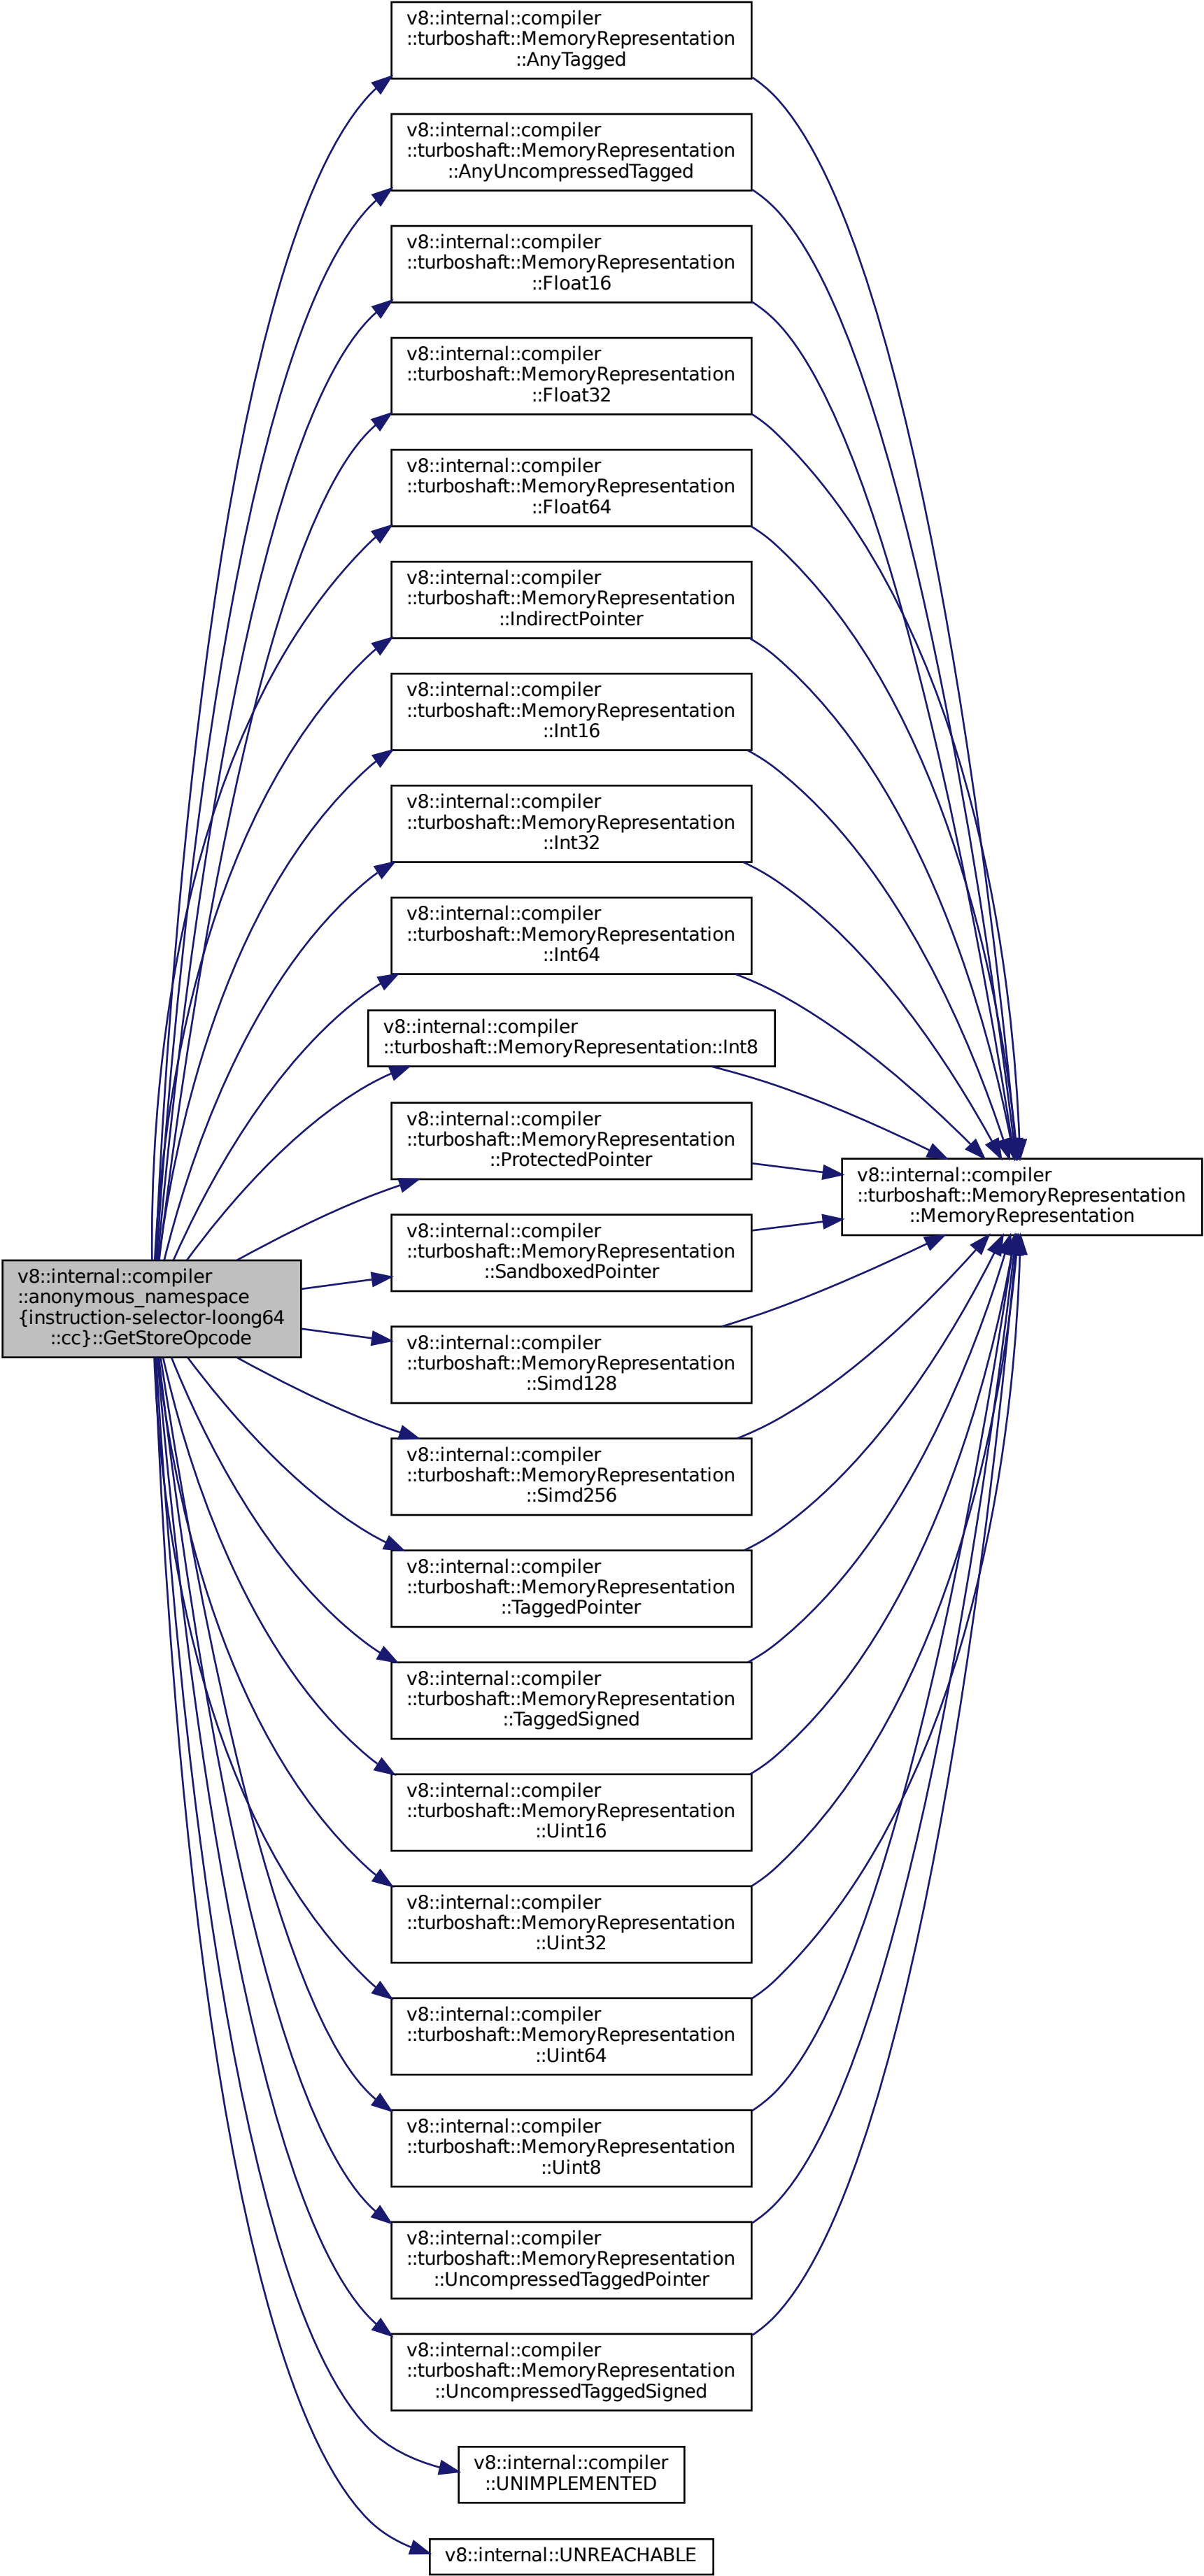 v8::internal::compiler
::turboshaft::MemoryRepresentation
::AnyTagged
v8::internal::compiler
::turboshaft::MemoryRepresentation
::AnyUncompressedTagged
v8::internal::compiler
::turboshaft::MemoryRepresentation
::Float16
v8::internal::compiler
::turboshaft::MemoryRepresentation
::Float32
v8::internal::compiler
::turboshaft::MemoryRepresentation
::Float64
v8::internal::compiler
::turboshaft::MemoryRepresentation
::IndirectPointer
v8::internal::compiler
::turboshaft::MemoryRepresentation
::Int16
v8::internal::compiler
::turboshaft::MemoryRepresentation
::Int32
v8::internal::compiler
::turboshaft::MemoryRepresentation
::Int64
v8::internal::compiler
::turboshaft::MemoryRepresentation::Int8
v8::internal::compiler
::turboshaft::MemoryRepresentation
::ProtectedPointer
v8::internal::compiler
::turboshaft::MemoryRepresentation
::MemoryRepresentation
v8::internal::compiler
::turboshaft::MemoryRepresentation
::SandboxedPointer
v8::internal::compiler
::anonymous_namespace
{instruction-selector-loong64
::cc}::GetStoreOpcode
v8::internal::compiler
::turboshaft::MemoryRepresentation
::Simd128
v8::internal::compiler
::turboshaft::MemoryRepresentation
::Simd256
v8::internal::compiler
::turboshaft::MemoryRepresentation
::TaggedPointer
v8::internal::compiler
::turboshaft::MemoryRepresentation
::TaggedSigned
v8::internal::compiler
::turboshaft::MemoryRepresentation
::Uint16
v8::internal::compiler
::turboshaft::MemoryRepresentation
::Uint32
v8::internal::compiler
::turboshaft::MemoryRepresentation
::Uint64
v8::internal::compiler
::turboshaft::MemoryRepresentation
::Uint8
v8::internal::compiler
::turboshaft::MemoryRepresentation
::UncompressedTaggedPointer
v8::internal::compiler
::turboshaft::MemoryRepresentation
::UncompressedTaggedSigned
v8::internal::compiler
::UNIMPLEMENTED
v8::internal::UNREACHABLE